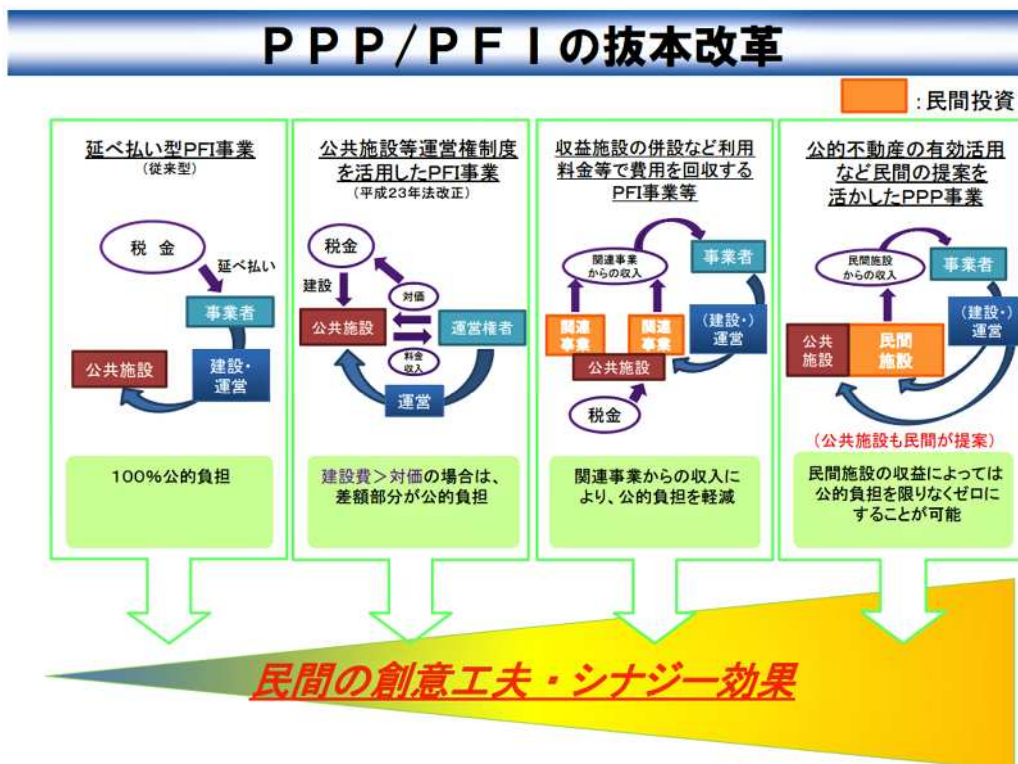 PPP/PFIの抜本改革
:民間投資
延べ払い型PFI事業
(従来型)
税 金
延べ払い
事業者
公共施設
建設・
運営
100%公的負担
公共施設等運営権制度
を活用したPFI事業
(平成23年法改正)
税金
建設
対価
公共施設
運営権者
料金
収入
運営
建設費>対価の場合は、
差額部分が公的負担
収益施設の併設など利用
料金等で費用を回収する
PFI事業等
関連事業
からの収入
事業者
関連
事業
関連
事業
(建設・)
運営
公共施設
税金
関連事業からの収入に
より、公的負担を軽減
公的不動産の有効活用
など民間の提案を
活かしたPPP事業
民間施設
からの収入
事業者
公共
施設
民間
施設
(建設・)
運営
(公共施設も民間が提案)
民間施設の収益によっては
公的負担を限りなくゼロに
することが可能
民間の創意工夫・シナジー効果